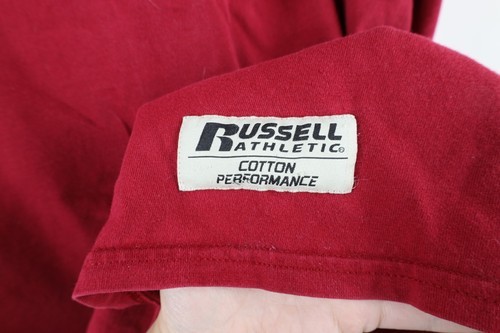 RUSSELL
ATHLETIC®
COTTON
PERFORMANCE